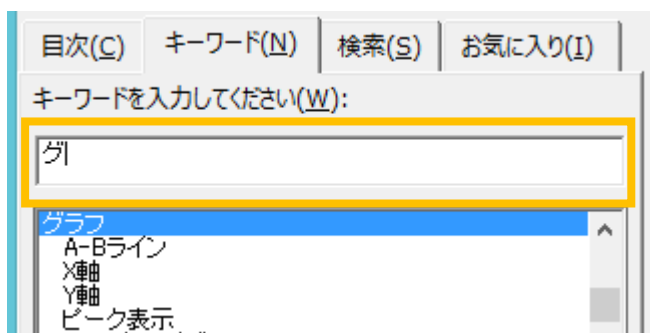 目次(C) キーワード(N) 検索(S) お気に入り(I)
キーワードを入力してください(W):
グ
グラフ
A-Bライン
X軸
Y軸
ピーク表示